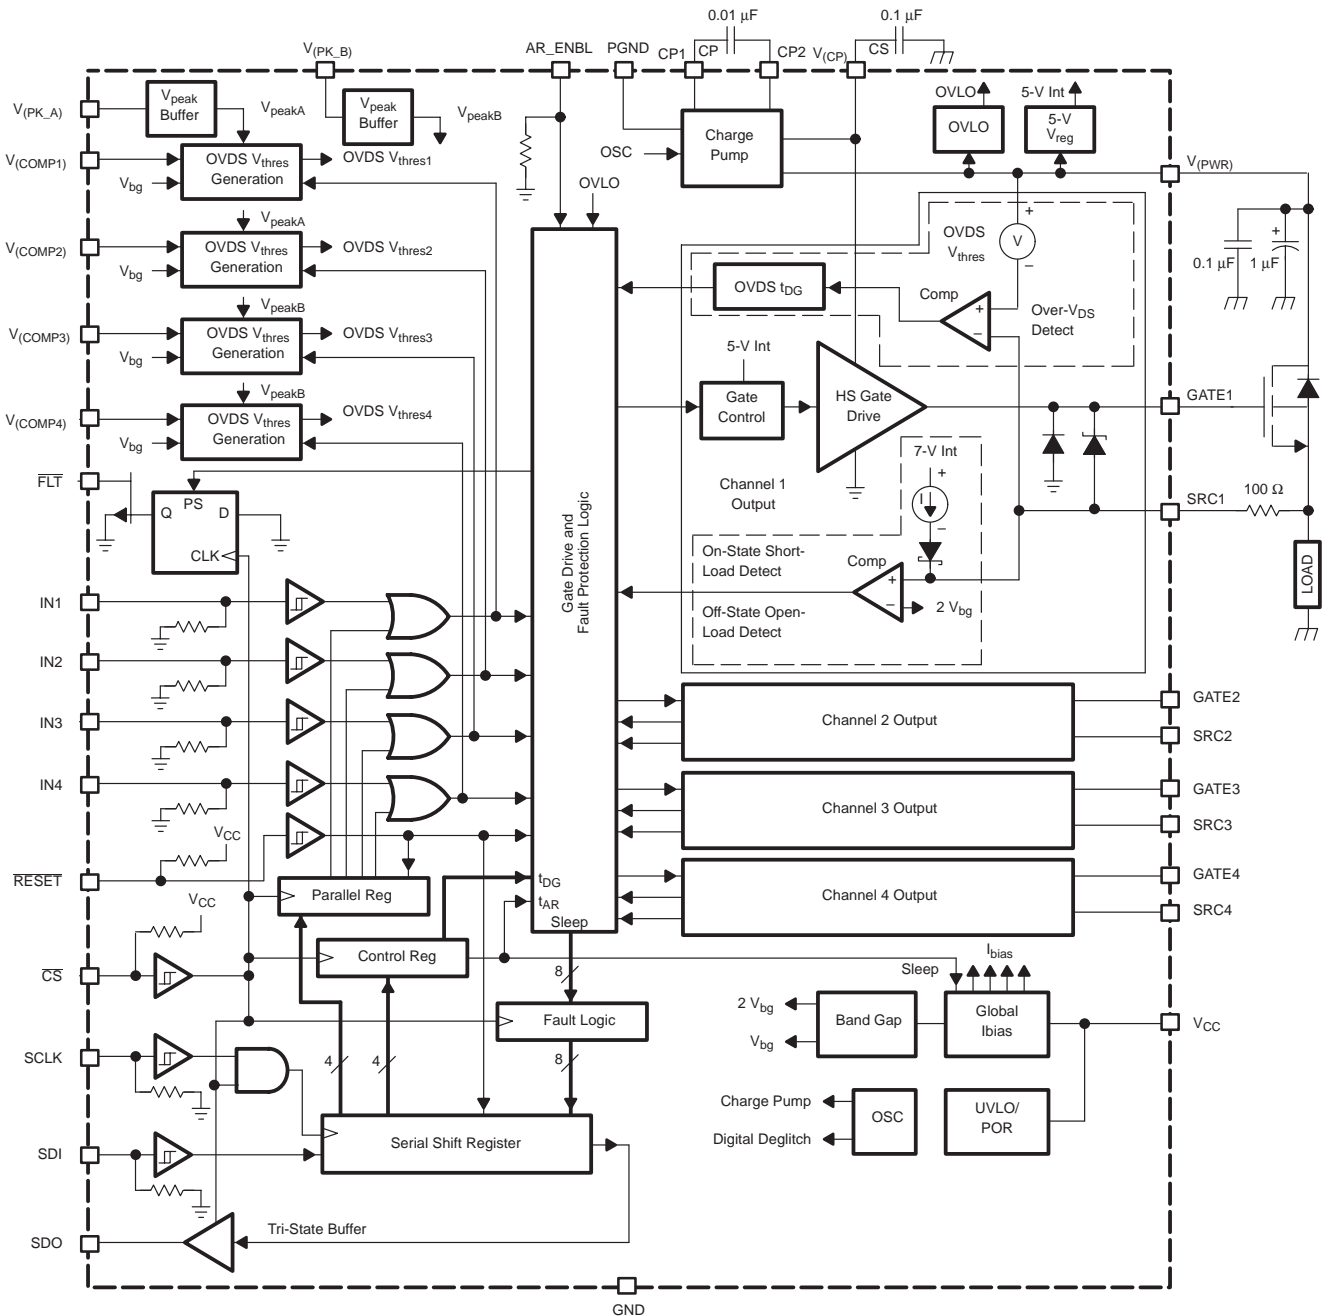 0.01 µF
0.1 µF
V(PK_B)
AR_ENBL
PGND
CP1
CP
CP2
V(CP)
CS
V(PK_A)
Vpeak
Buffer
VpeakA
Vpeak
Buffer
VpeakB
OVLO
5-V Int
OVLO
5-V
Vreg
Charge
Pump
OSC
V(COMP1)
OVDS Vthres
Generation
OVDS Vthres1
Vbg
V(PWR)
OVLO
VpeakA
V(COMP2)
OVDS Vthres
Generation
OVDS Vthres2
Vbg
OVDS
Vthres
+
V
−
+
0.1 µF
1 µF
OVDS tDG
Comp
+
−
Over-VDS
Detect
VpeakB
V(COMP3)
OVDS Vthres
Generation
OVDS Vthres3
Vbg
5-V Int
VpeakB
V(COMP4)
OVDS Vthres
Generation
OVDS Vthres4
Vbg
Gate
Control
HS Gate
Drive
GATE1
7-V Int
+
I
−
Channel 1
Output
FLT
PS
Q
D
CLK
SRC1
100 Ω
Gate Drive and
Fault Protection Logic
On-State Short-
Load Detect
Comp
+
−
2 Vbg
Off-State Open-
Load Detect
LOAD
IN1
IN2
IN3
IN4
Channel 2 Output
GATE2
SRC2
Channel 3 Output
GATE3
SRC3
Channel 4 Output
GATE4
SRC4
VCC
RESET
Parallel Reg
tDG
tAR
Sleep
VCC
CS
Control Reg
8
Sleep
Ibias
2 Vbg
Vbg
Band Gap
Global
Ibias
VCC
Fault Logic
SCLK
4
4
8
Charge Pump
Digital Deglitch
OSC
UVLO/
POR
SDI
Serial Shift Register
Tri-State Buffer
SDO
GND